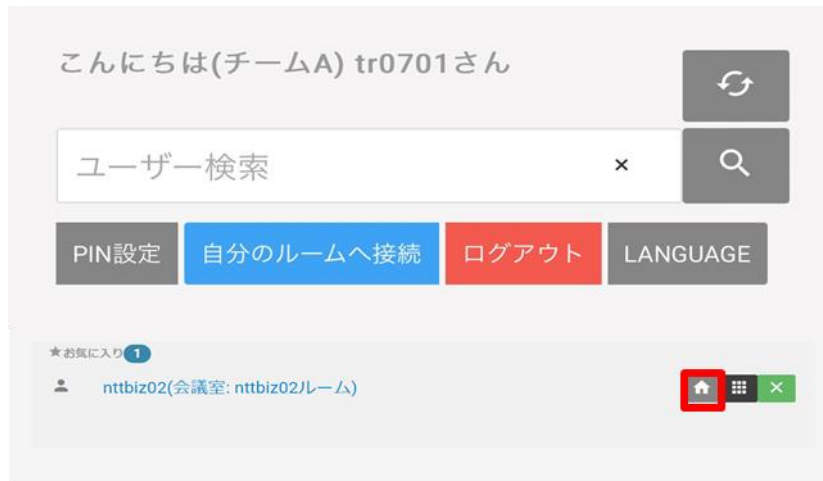 こんにちは(チームA) tr0701さん
ユーザー検索
PIN設定 自分のルームへ接続 ログアウト LANGUAGE
★お気に入り 1
nttbiz02(会議室: nttbiz02ルーム)